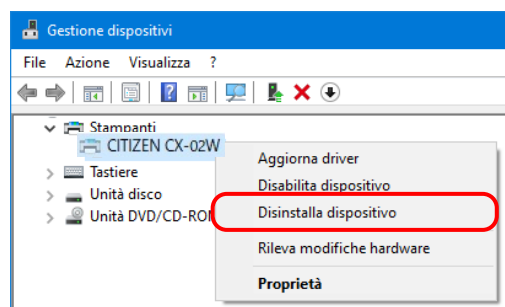 Gestione dispositivi
File Azione Visualizza ?
Stampanti
CITIZEN CX-02W
Tastiere
Unità disco
Unità DVD/CD-RO
Aggiorna driver
Disabilita dispositivo
Disinstalla dispositivo
Rileva modifiche hardware
Proprietà